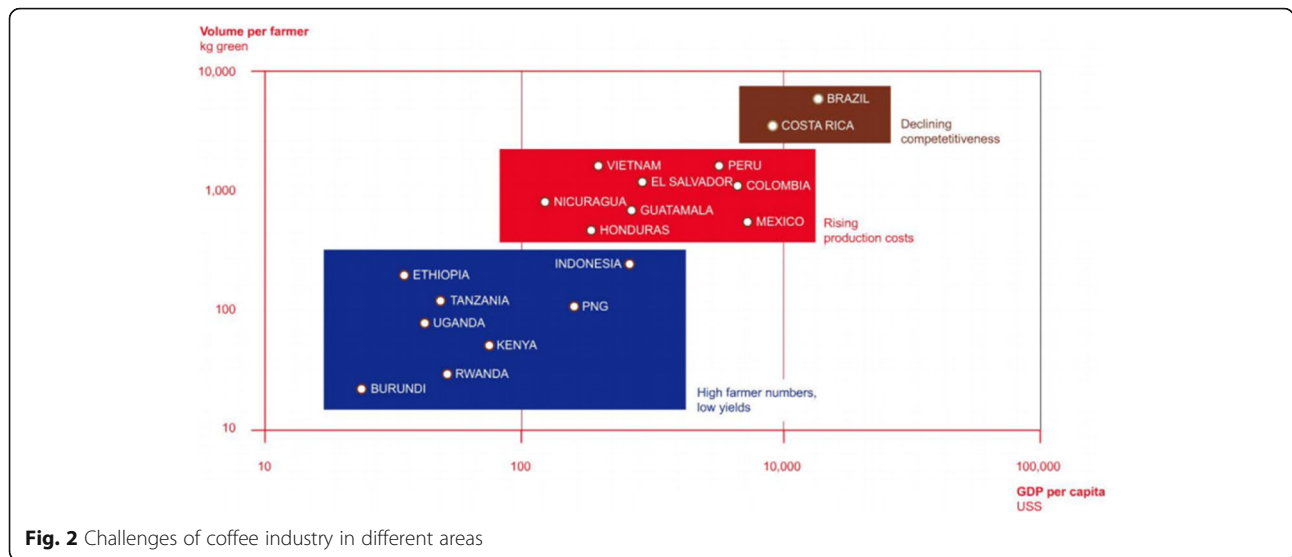 Volume per farmer
kg green
10,000
BRAZIL
COSTA RICA
Declining
competetitiveness
VIETNAM
PERU
EL SALVADOR
COLOMBIA
1,000
NICURAGUA
GUATAMALA
MEXICO
HONDURAS
Rising
production costs
INDONESIA
ETHIOPIA
TANZANIA
PNG
100
UGANDA
KENYA
RWANDA
BURUNDI
High farmer numbers,
low yields
10
10
100
10,000
100,000
GDP per capita
USS
Fig. 2 Challenges of coffee industry in different areas